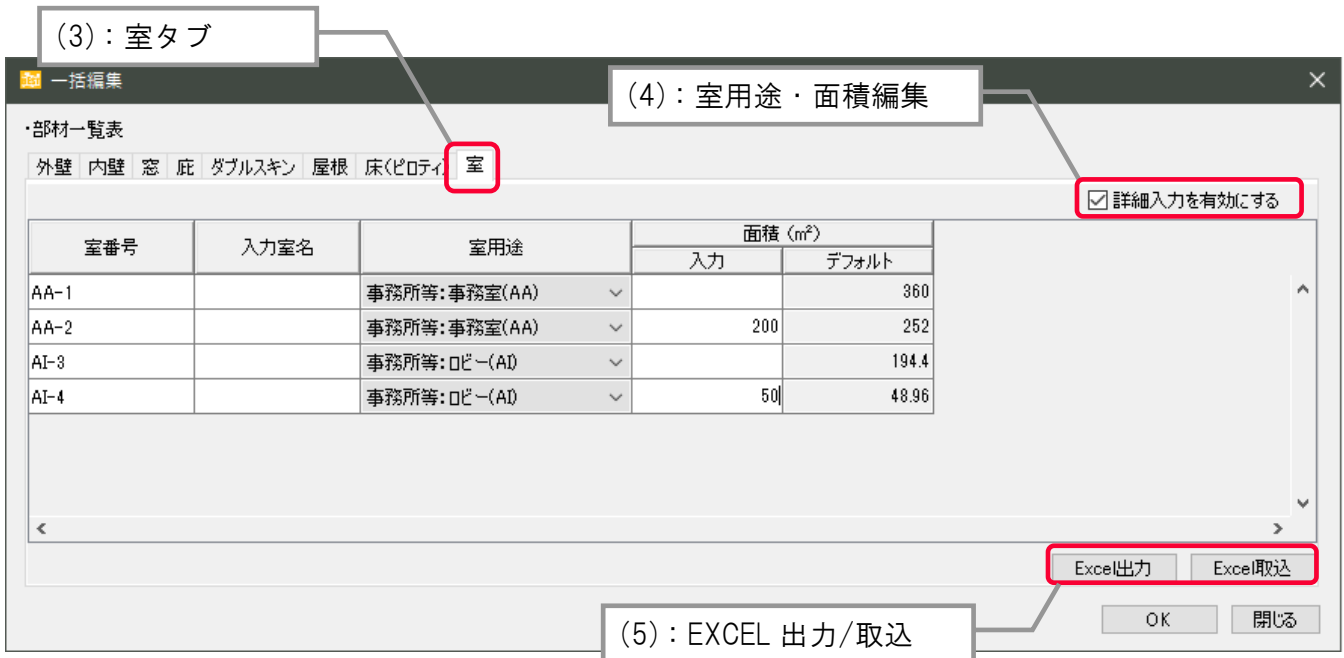 (3)：室タブ
一括編集
(4)：室用途・面積編集
・部材一覧表
外壁 内壁 窓 庇 ダブルスキン 屋根 床(ピロティ) 室
詳細入力を有効にする
室番号 入力室名 室用途 面積 (㎡)
入力 デフォルト
AA-1 事務所等:事務室(AA) 360
AA-2 事務所等:事務室(AA) 200 252
AI-3 事務所等:ロビー(AI) 194.4
AI-4 事務所等:ロビー(AI) 50 48.96
Excel出力 Excel取込
(5)：EXCEL 出力/取込
OK 閉じる